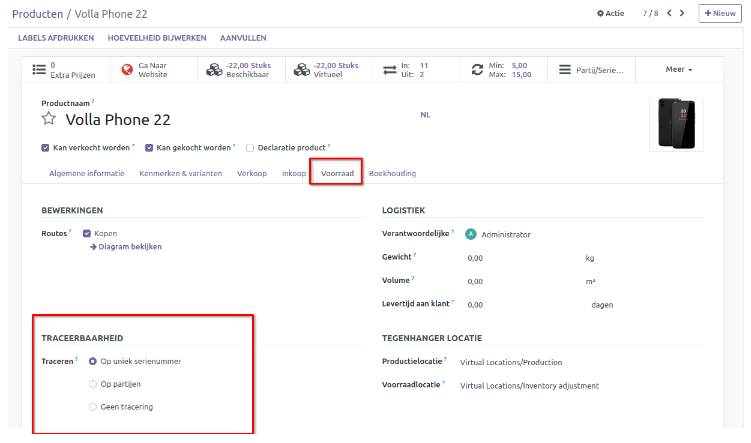 Producten / Volla Phone 22
Actie
7 / 8
Nieuw
LABELS AFDRUKKEN HOEVEELHEID BIJWERKEN AANVULLEN
0
Extra Prijzen
Ga Naar
Website
-22,00 Stuks
Beschikbaar
-22,00 Stuks
Virtueel
In: 11
Uit: 2
Min: 5,00
Max: 15,00
Partij/Serie...
Meer
Productnaam ?
Volla Phone 22
NL
Kan verkocht worden ? Kan gekocht worden ? Declaratie product ?
Algemene informatie Kenmerken & varianten Verkoop Inkoop Voorraad Boekhouding
BEWERKINGEN
Routes ? Kopen
Diagram bekijken
LOGISTIEK
Verantwoordelijke ? A Administrator
Gewicht ? 0,00 kg
Volume ? 0,00 m³
Levertijd aan klant ? 0,00 dagen
TRACEERBAARHEID
Traceren ? Op uniek serienummer
Op partijen
Geen tracering
TEGENHANGER LOCATIE
Productielocatie ? Virtual Locations/Production
Voorraadlocatie ? Virtual Locations/Inventory adjustment